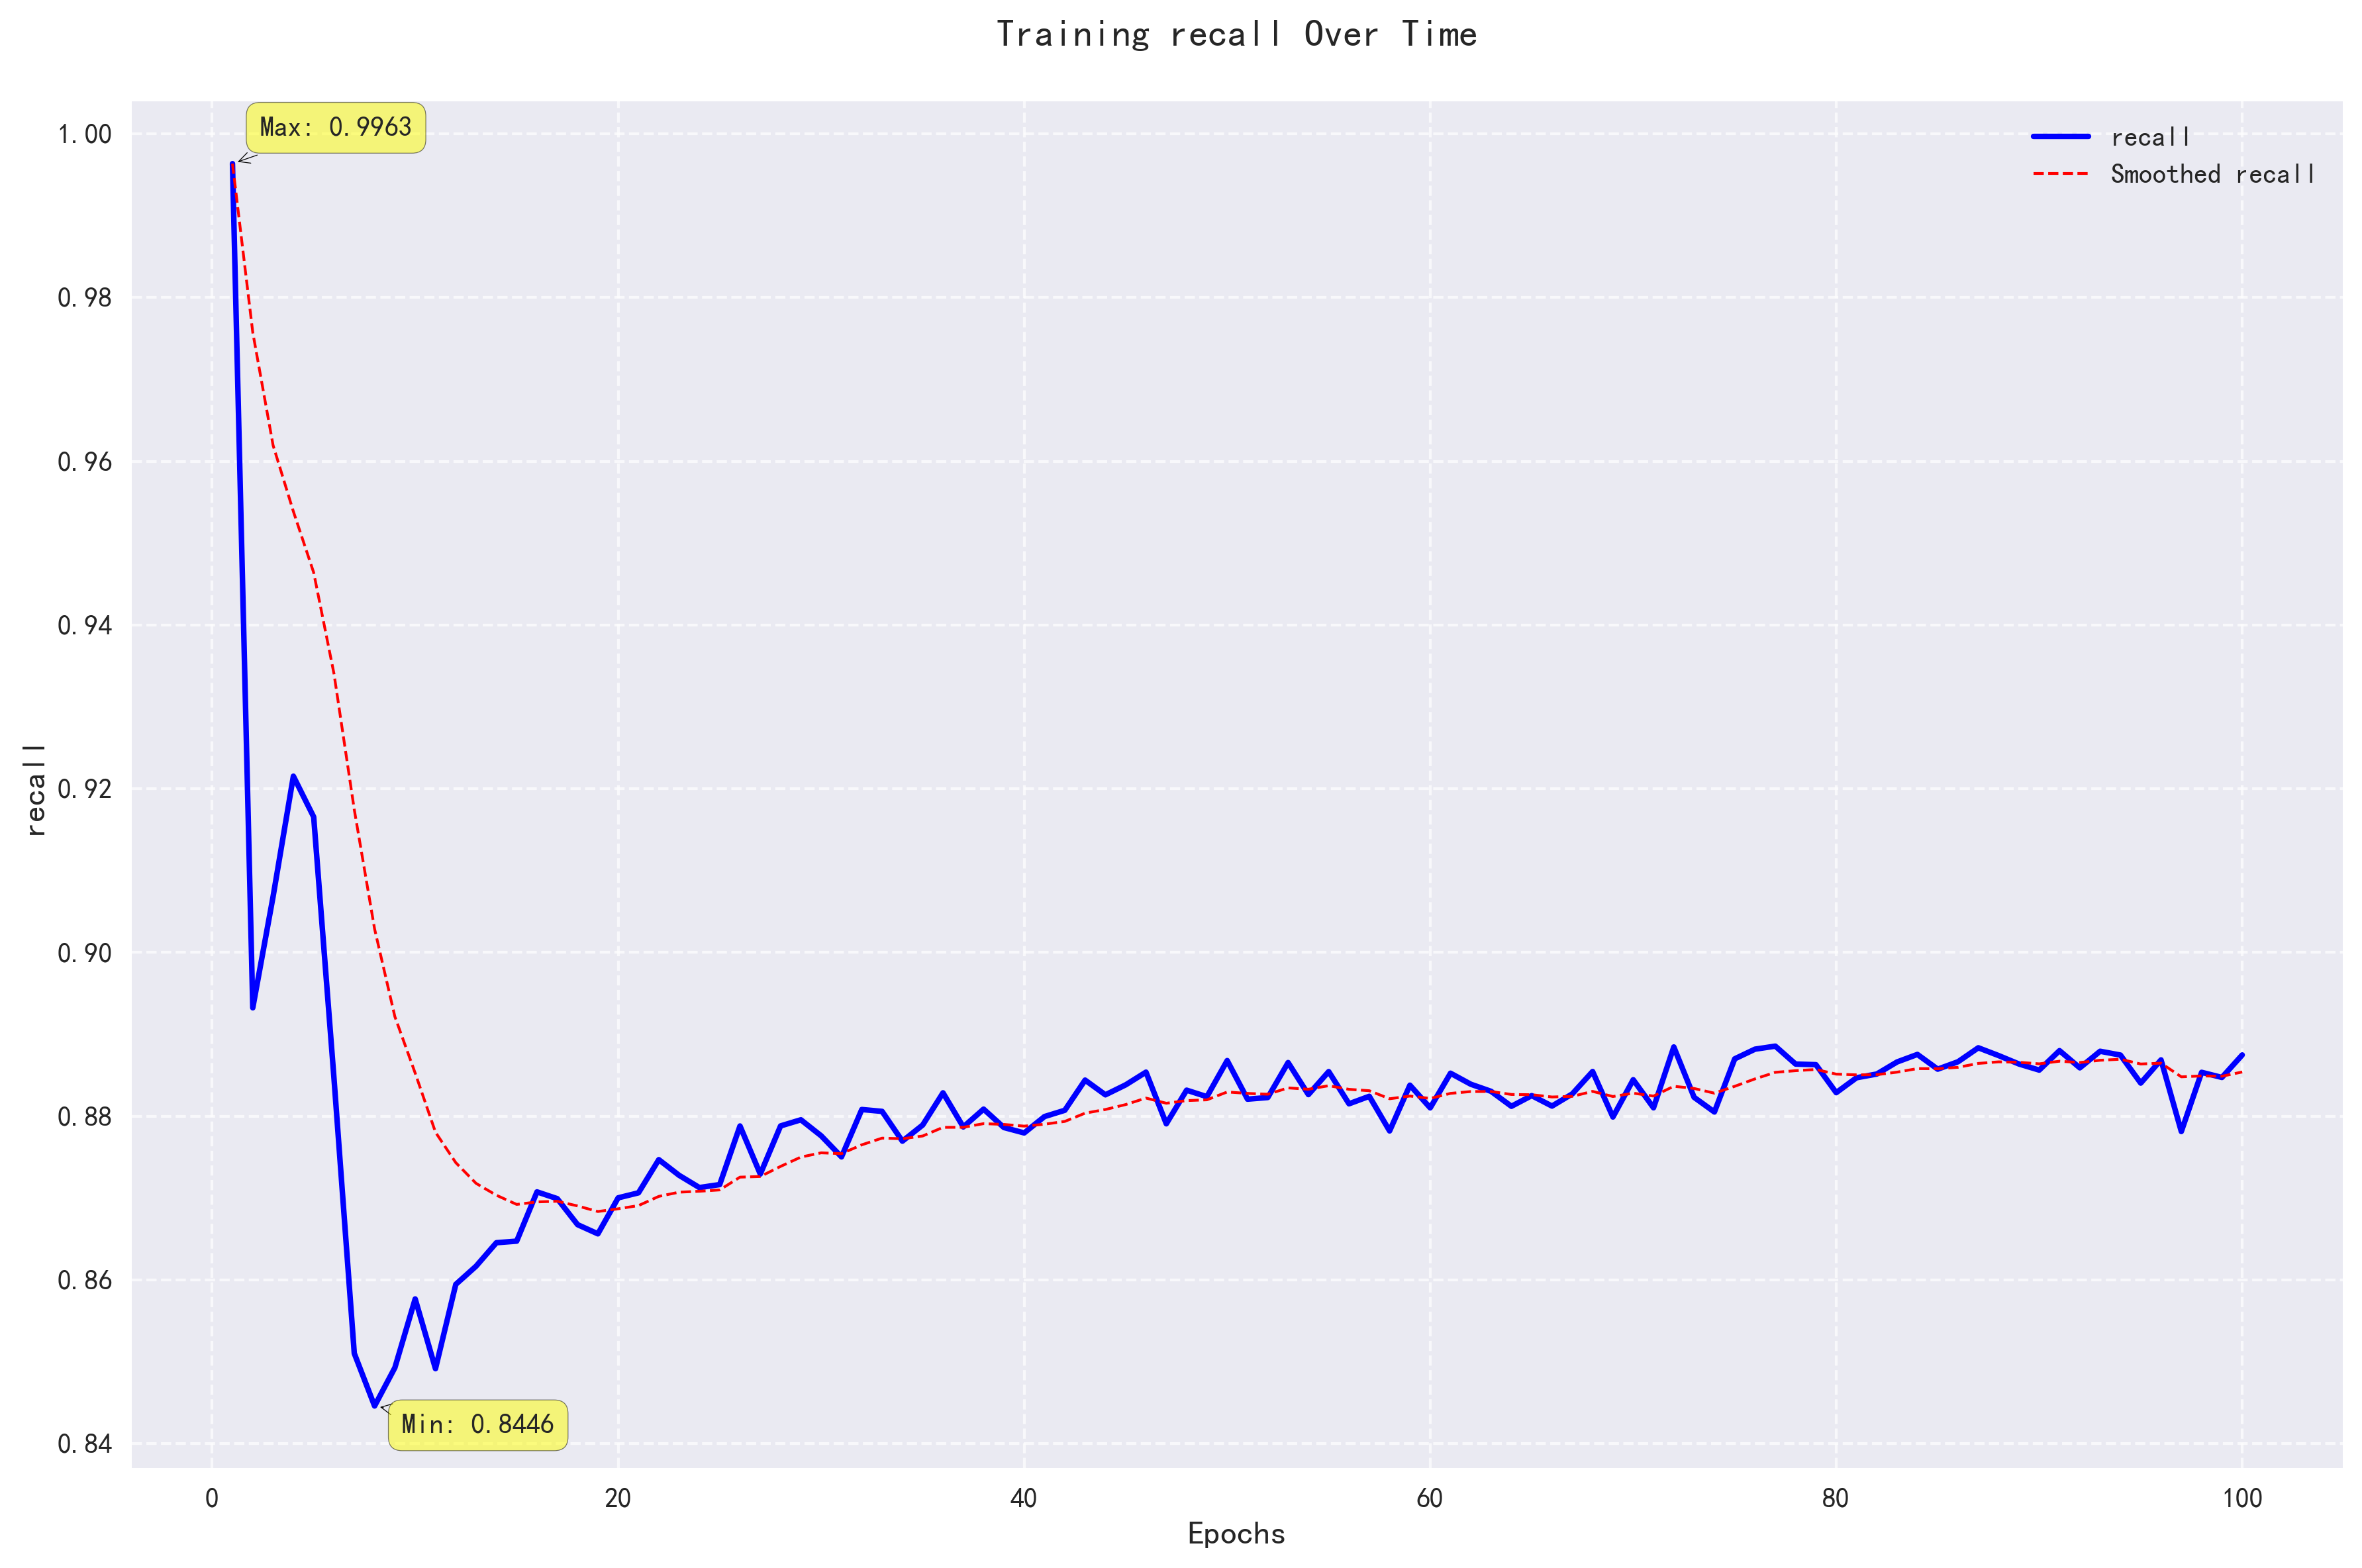 Training recall Over Time
Max: 0.9963
recall
Smoothed recall
1.00
0.98
0.96
0.94
0.92
0.90
0.88
0.86
0.84
recall
Min: 0.8446
0
20
40
60
80
100
Epochs